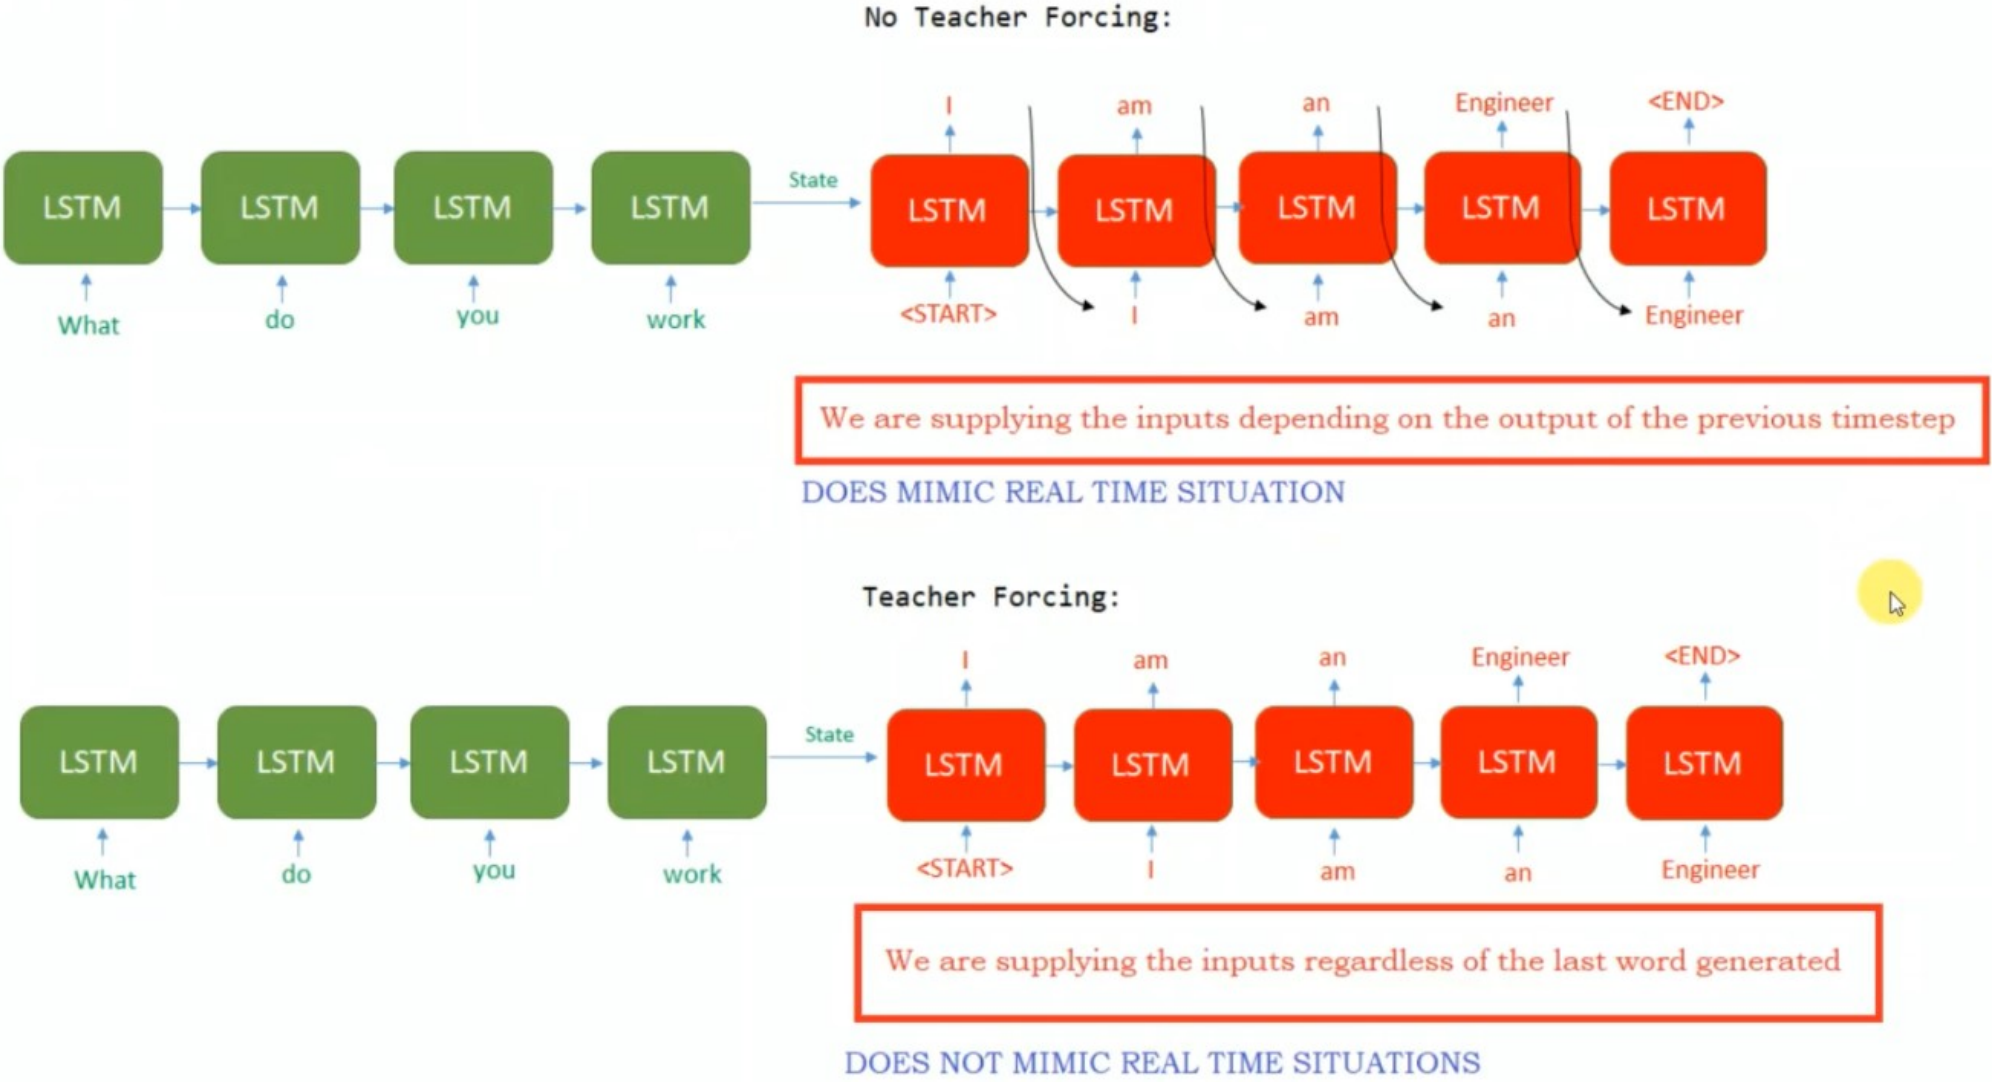 No Teacher Forcing:
I am an Engineer <END>
LSTM LSTM LSTM LSTM State LSTM LSTM LSTM LSTM LSTM
What do you work <START> I am an Engineer
We are supplying the inputs depending on the output of the previous timestep
DOES MIMIC REAL TIME SITUATION
Teacher Forcing:
I am an Engineer <END>
LSTM LSTM LSTM LSTM State LSTM LSTM LSTM LSTM LSTM
What do you work <START> I am an Engineer
We are supplying the inputs regardless of the last word generated
DOES NOT MIMIC REAL TIME SITUATIONS